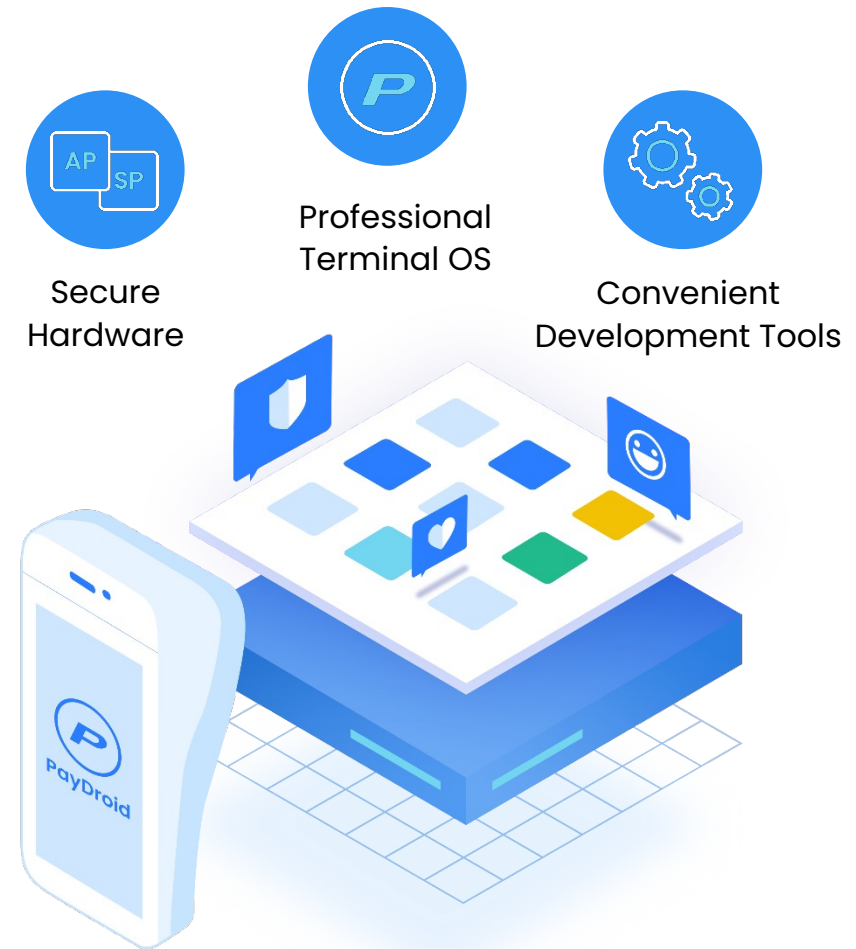 P
Professional
Terminal OS
AP
SP
Secure
Hardware
Convenient
Development Tools
P
PayDroid